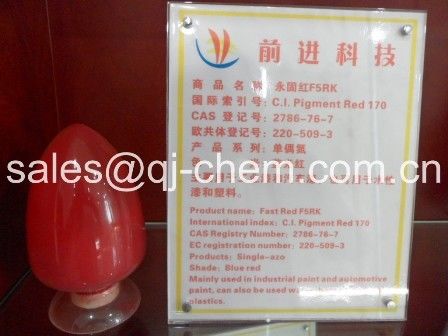 前进科技
商品名称：永固红F5RK
国际索引号：C.I. Pigment Red 170
CAS 登记号：2786-76-7
欧共体登记号：220-509-3
产品系列：单偶氮
sales@qj-chem.com.cn
漆和塑料。
Product name: Fast Red F5RK
International index: C.I. Pigment Red 170
CAS Registry Number: 2786-76-7
EC registration number: 220-509-3
Products: Single-azo
Shade: Blue red
Mainly used in industrial paint and automotive
paint, can also be used
plastics.